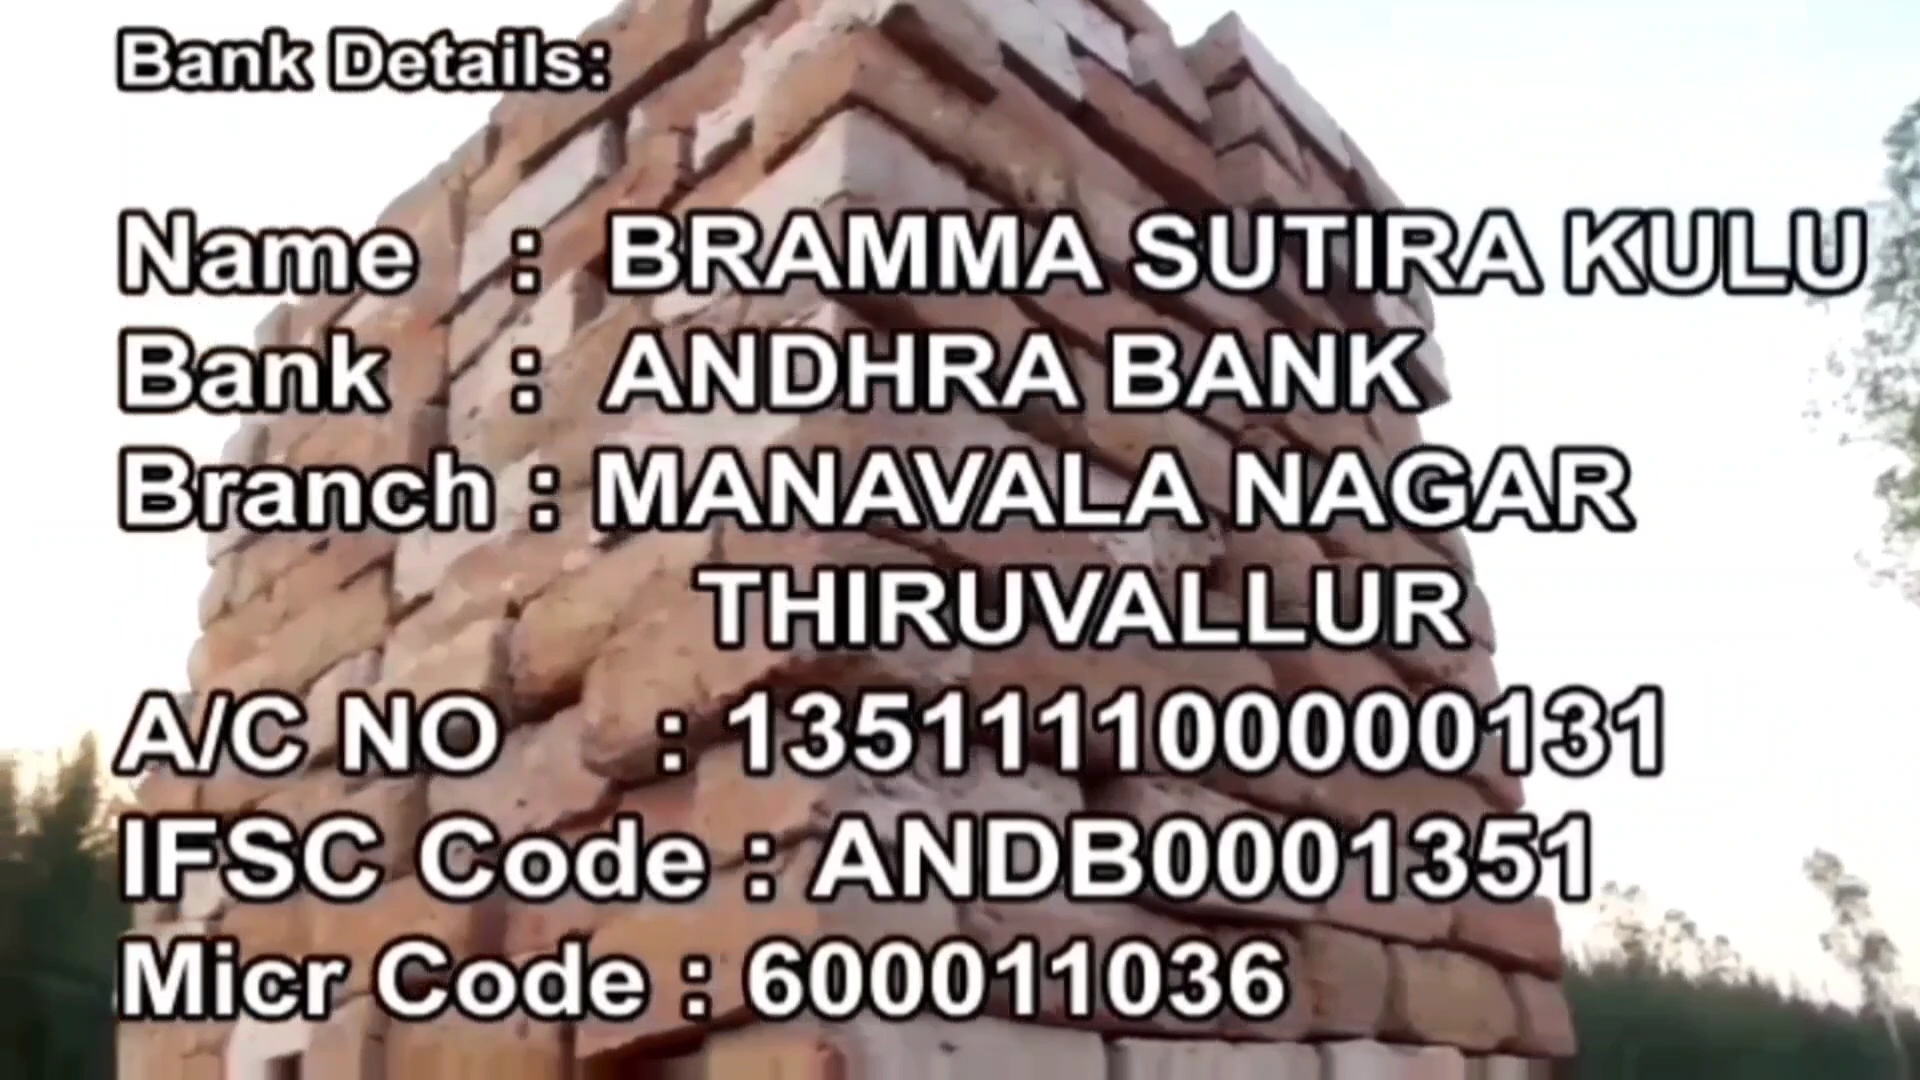 Bank Details:
Name : BRAMMA SUTIRA KULU
Bank : ANDHRA BANK
Branch : MANAVALA NAGAR
THIRUVALLUR
A/C NO : 135111100000131
IFSC Code : ANDB0001351
Micr Code : 600011036